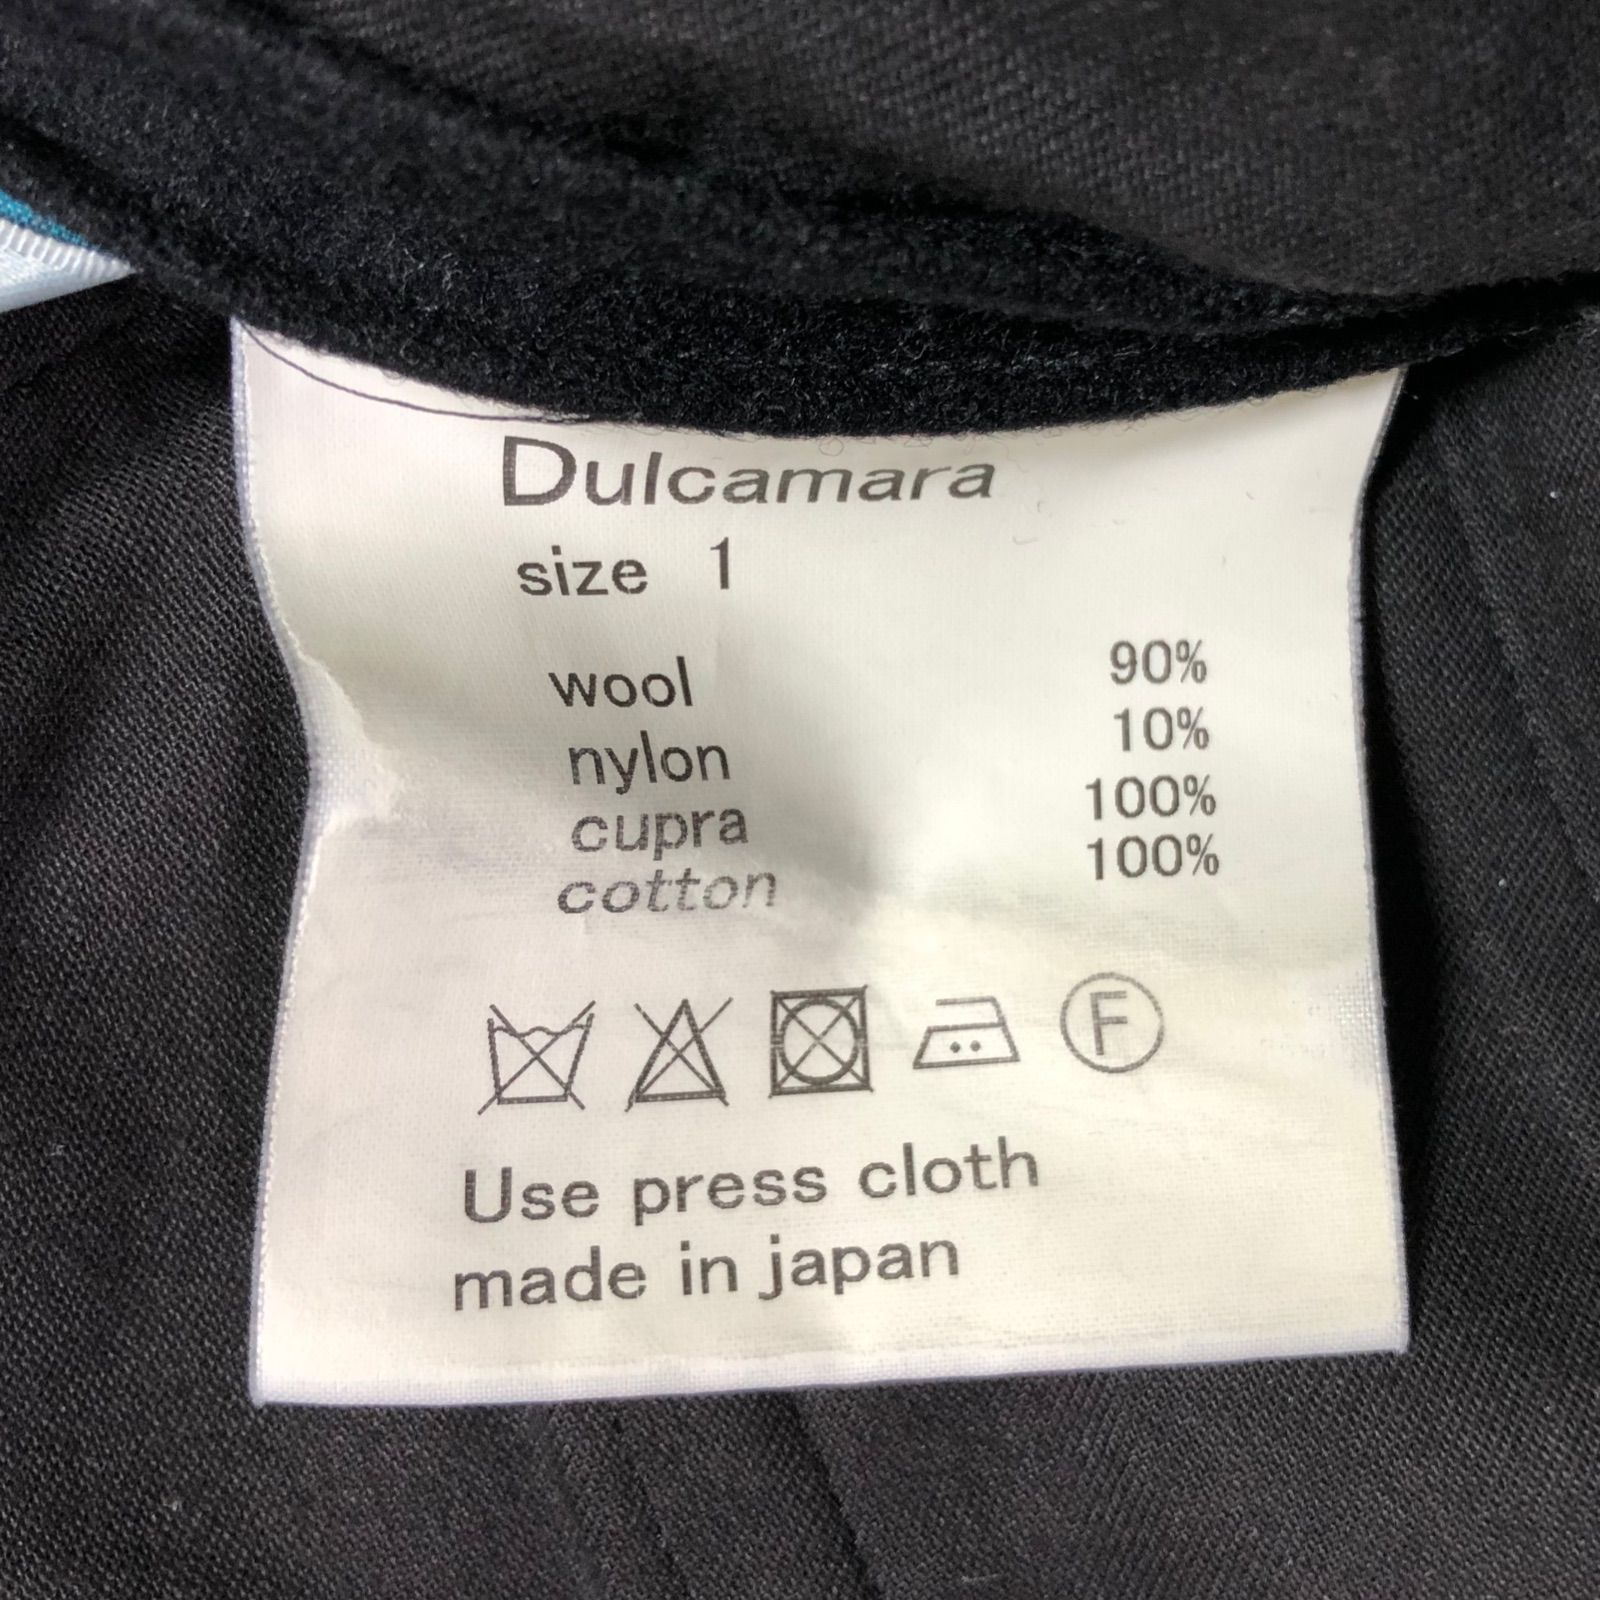 Dulcamara
size 1
wool 90%
nylon 10%
cupra 100%
cotton 100%
F
Use press cloth
made in japan